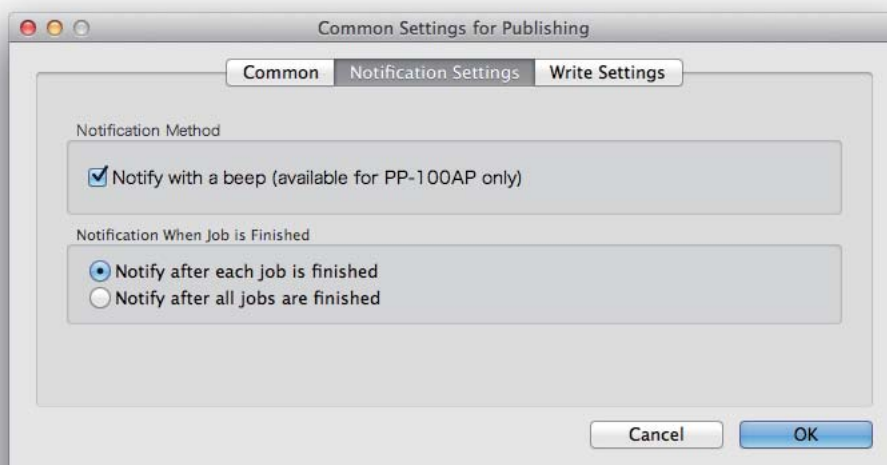 Common Settings for Publishing
Common Notification Settings Write Settings
Notification Method
Notify with a beep (available for PP-100AP only)
Notification When Job is Finished
Notify after each job is finished
Notify after all jobs are finished
Cancel OK